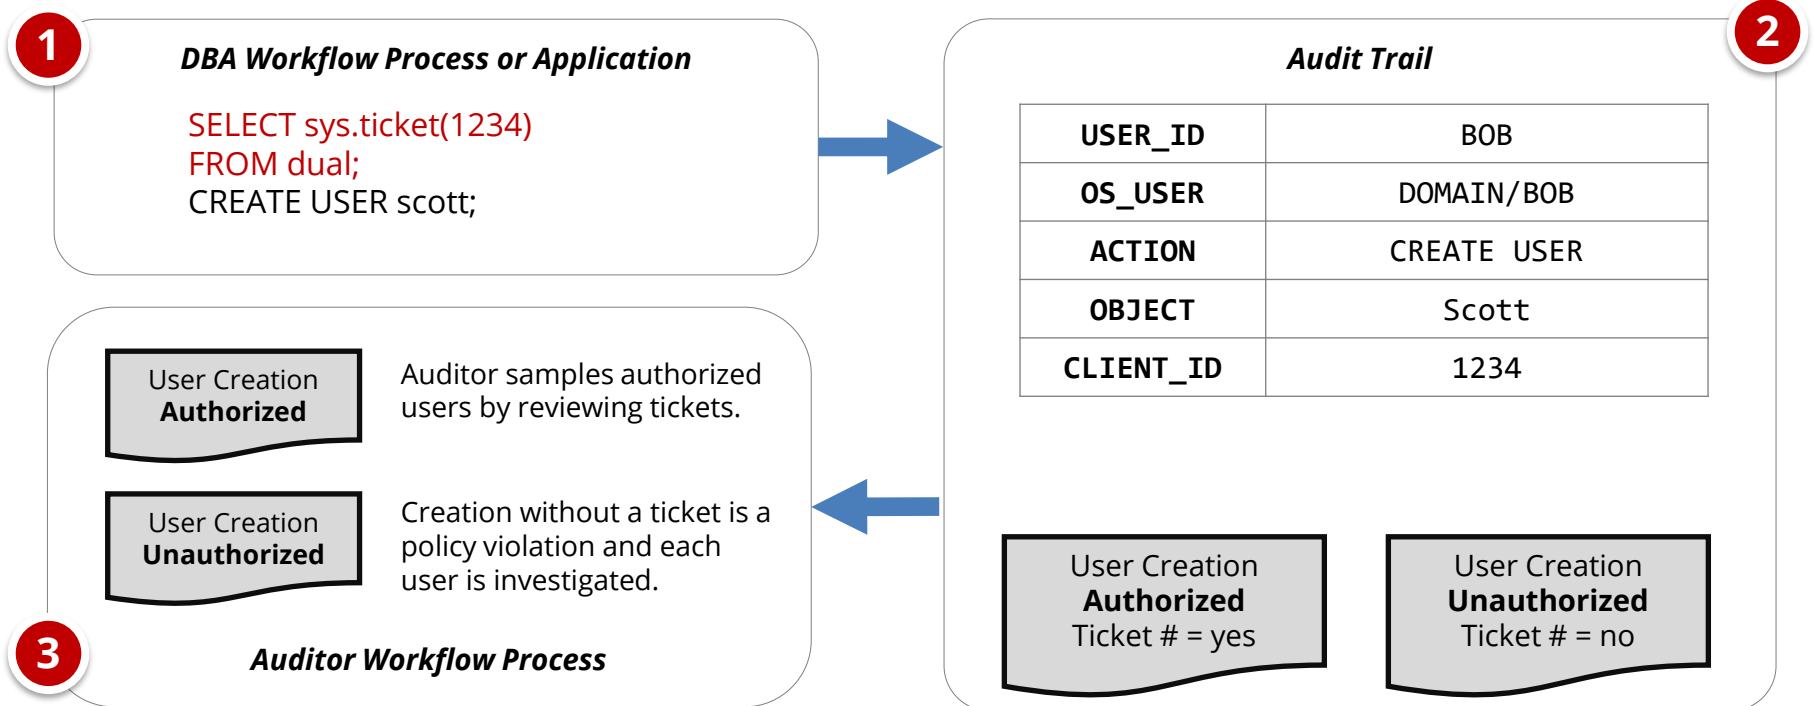 1
DBA Workflow Process or Application
SELECT sys.ticket(1234)
FROM dual;
CREATE USER scott;
2
Audit Trail
USER_ID BOB
OS_USER DOMAIN/BOB
ACTION CREATE USER
OBJECT Scott
CLIENT_ID 1234
User Creation
Authorized
Ticket # = yes
User Creation
Unauthorized
Ticket # = no
User Creation
Authorized
Auditor samples authorized
users by reviewing tickets.
User Creation
Unauthorized
Creation without a ticket is a
policy violation and each
user is investigated.
3
Auditor Workflow Process